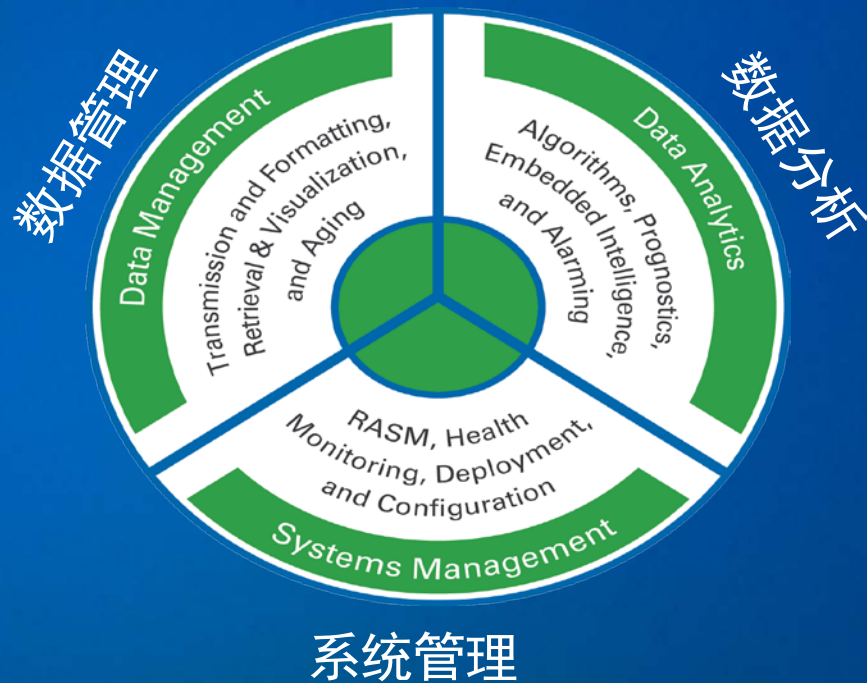 数据管理
Data Management
Transmission and Formatting,
Retrieval & Visualization,
and Aging
数据分析
Data Analytics
Algorithms, Prognostics,
Embedded Intelligence,
and Alarming
RASM, Health
Monitoring, Deployment,
and Configuration
Systems Management
系统管理